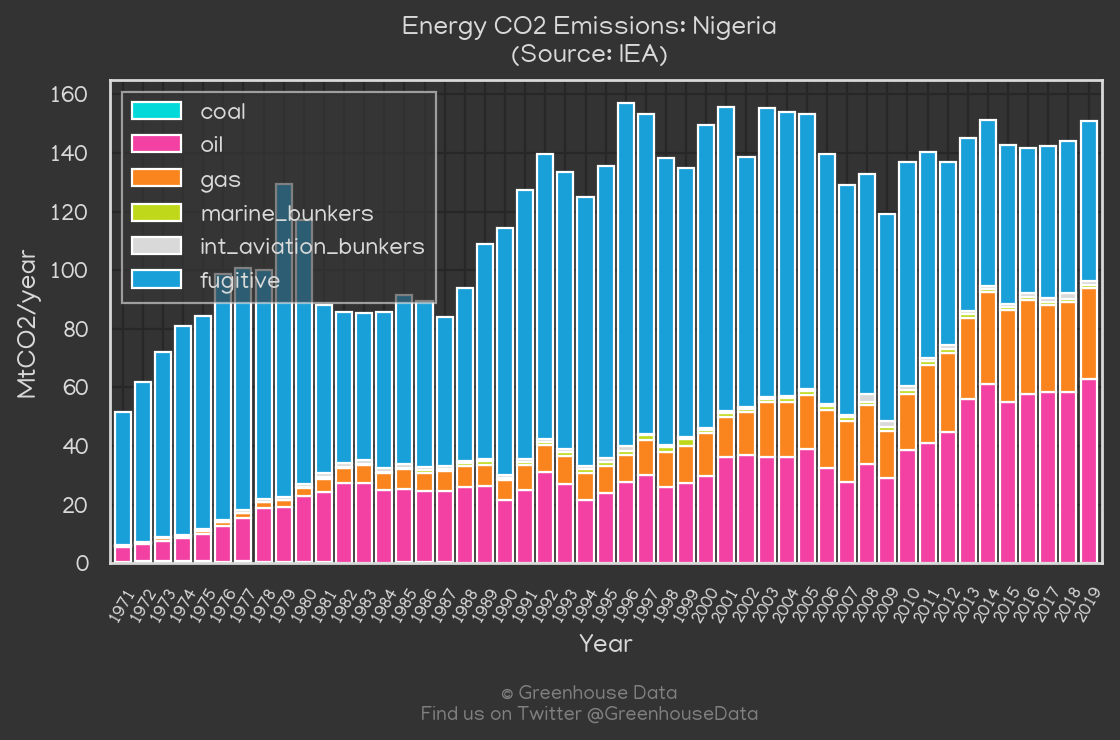 Energy CO2 Emissions: Nigeria
(Source: IEA)
MtCO2/year
160
140
120
100
80
60
40
20
0
coal
oil
gas
marine_bunkers
int_aviation_bunkers
fugitive
1971 1972 1973 1974 1975 1976 1977 1978 1979 1980 1981 1982 1983 1984 1985 1986 1987 1988 1989 1990 1991 1992 1993 1994 1995 1996 1997 1998 1999 2000 2001 2002 2003 2004 2005 2006 2007 2008 2009 2010 2011 2012 2013 2014 2015 2016 2017 2018 2019
Year
© Greenhouse Data
Find us on Twitter @GreenhouseData